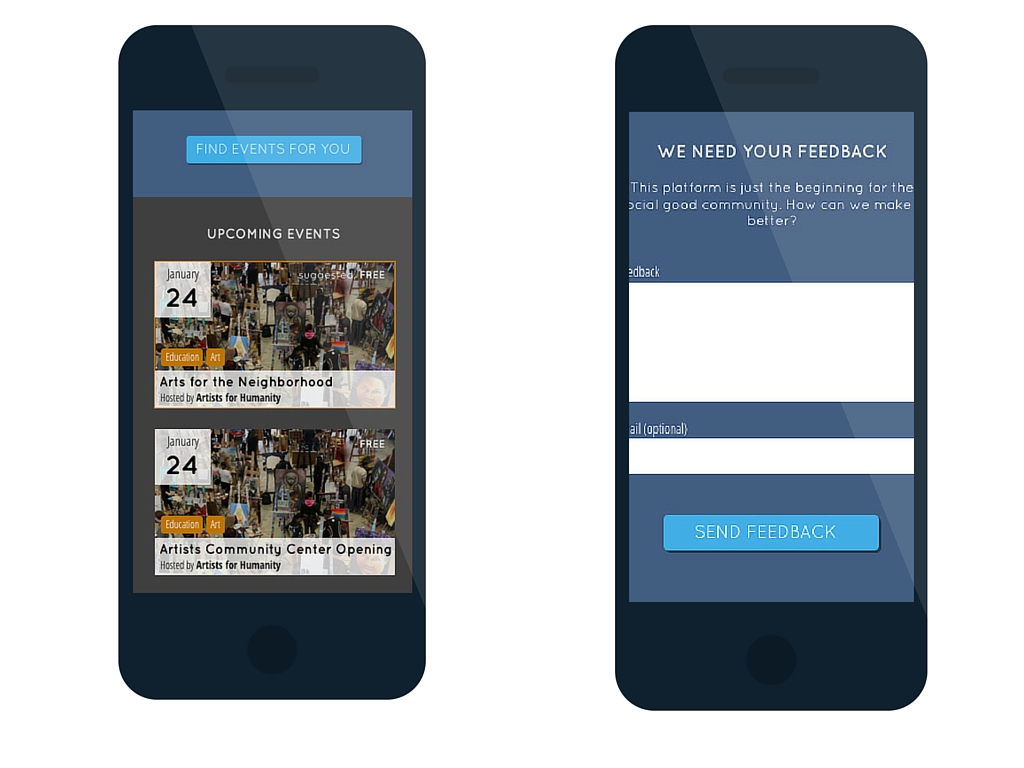 FIND EVENTS FOR YOU
UPCOMING EVENTS
January
24
suggested, FREE
Education Art
Arts for the Neighborhood
Hosted by Artists for Humanity
January
24
FREE
Education Art
Artists Community Center Opening
Hosted by Artists for Humanity
WE NEED YOUR FEEDBACK
This platform is just the beginning for the
ocial good community. How can we make
better?
edback
ail (optional)
SEND FEEDBACK